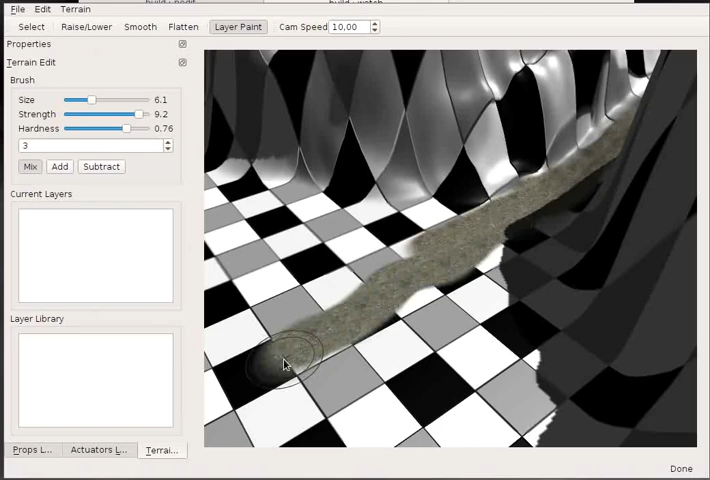 File Edit Terrain
Select Raise/Lower Smooth Flatten Layer Paint Cam Speed 10,00
Properties
Terrain Edit
Brush
Size 6.1
Strength 9.2
Hardness 0.76
3
Mix Add Subtract
Current Layers
Layer Library
Props L... Actuators L... Terrai...
Done